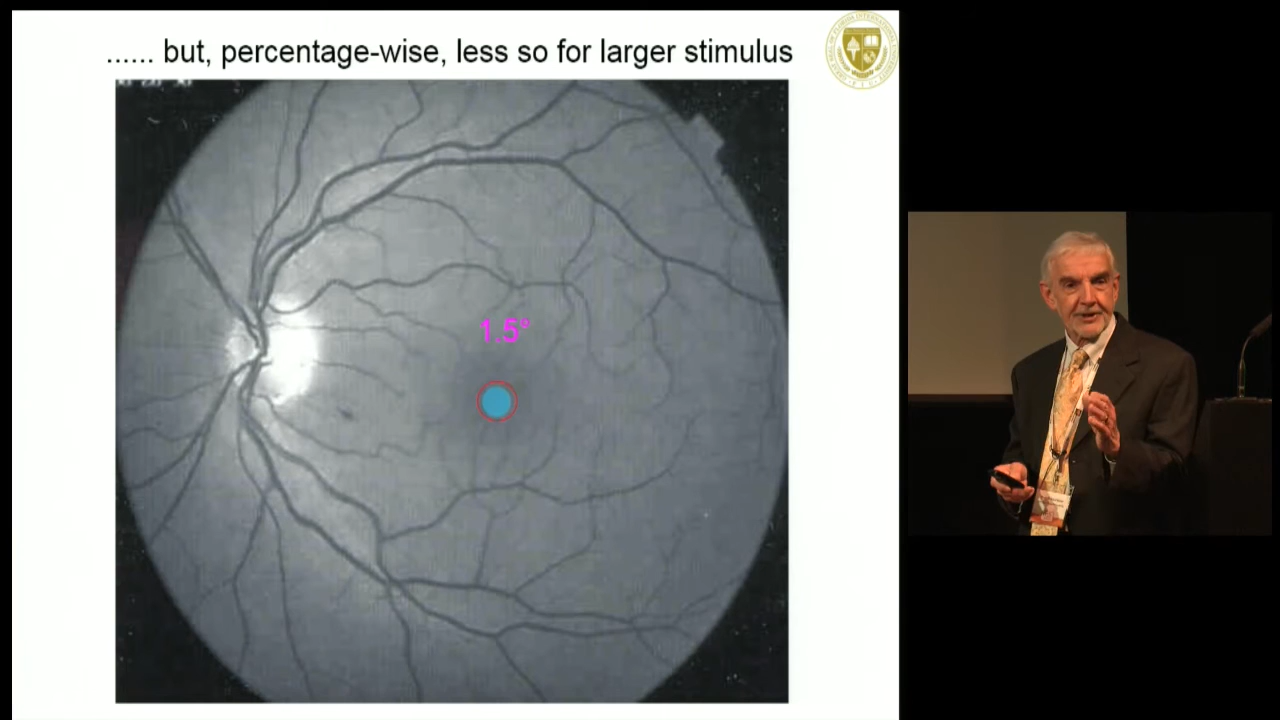 ...... but, percentage-wise, less so for larger stimulus
1.5°